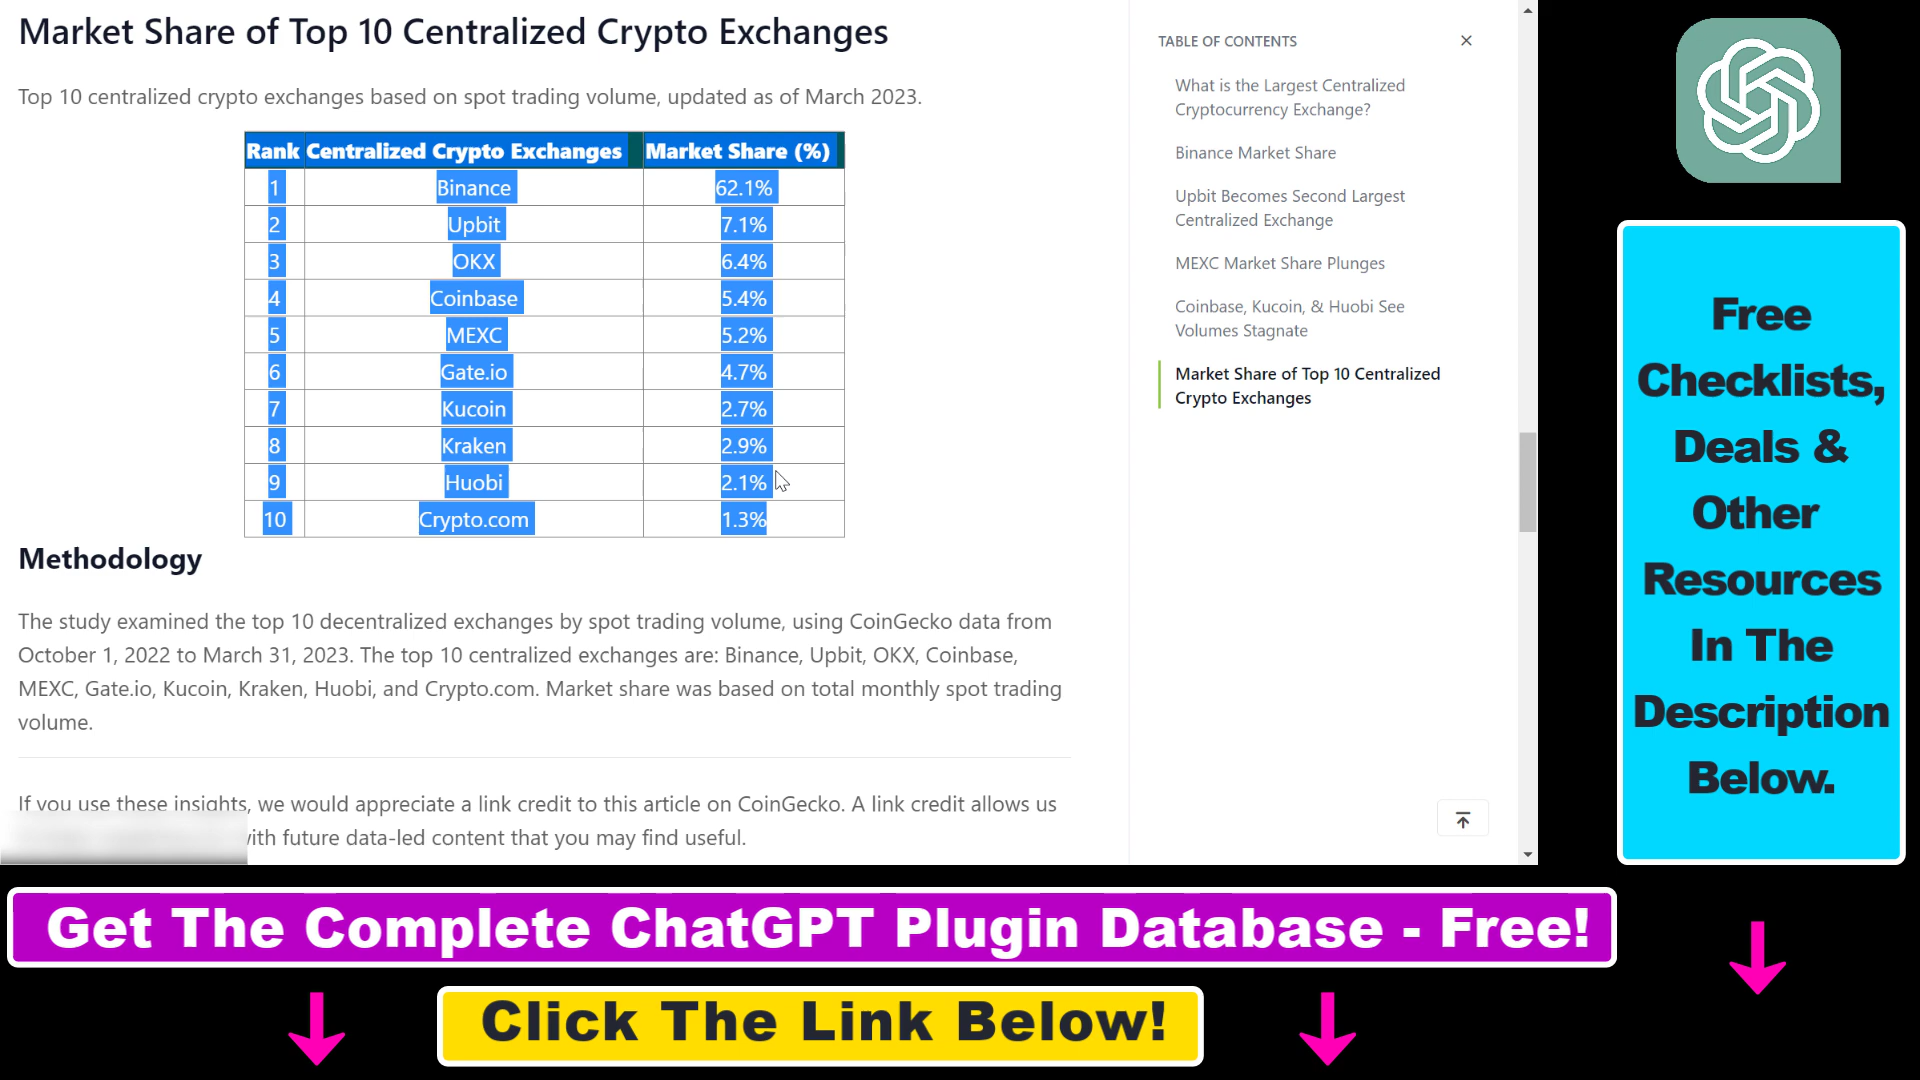 Market Share of Top 10 Centralized Crypto Exchanges
Top 10 centralized crypto exchanges based on spot trading volume, updated as of March 2023.
Rank Centralized Crypto Exchanges Market Share (%)
1 Binance 62.1%
2 Upbit 7.1%
3 OKX 6.4%
4 Coinbase 5.4%
5 MEXC 5.2%
6 Gate.io 4.7%
7 Kucoin 2.7%
8 Kraken 2.9%
9 Huobi 2.1%
10 Crypto.com 1.3%
Methodology
The study examined the top 10 decentralized exchanges by spot trading volume, using CoinGecko data from
October 1, 2022 to March 31, 2023. The top 10 centralized exchanges are: Binance, Upbit, OKX, Coinbase,
MEXC, Gate.io, Kucoin, Kraken, Huobi, and Crypto.com. Market share was based on total monthly spot trading
volume.
If you use these insights, we would appreciate a link credit to this article on CoinGecko. A link credit allows us
with future data-led content that you may find useful.
TABLE OF CONTENTS
What is the Largest Centralized
Cryptocurrency Exchange?
Binance Market Share
Upbit Becomes Second Largest
Centralized Exchange
MEXC Market Share Plunges
Coinbase, Kucoin, & Huobi See
Volumes Stagnate
Market Share of Top 10 Centralized
Crypto Exchanges
Free
Checklists,
Deals &
Other
Resources
In The
Description
Below.
Get The Complete ChatGPT Plugin Database - Free!
Click The Link Below!